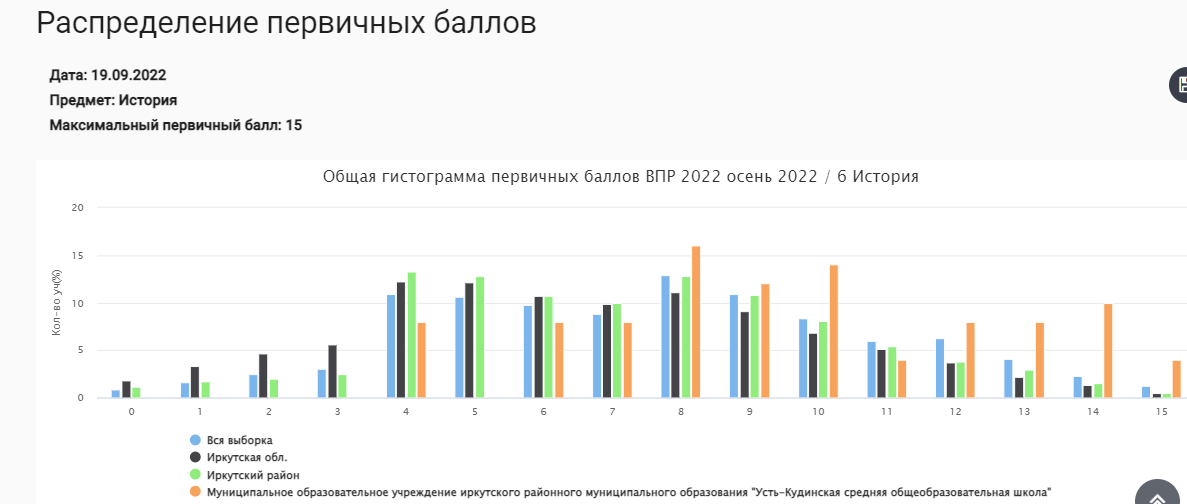 Распределение первичных баллов
Дата: 19.09.2022
Предмет: История
Максимальный первичный балл: 15
Общая гистограмма первичных баллов ВПР 2022 осень 2022 / 6 История
Кол-во уч(%)
20
15
10
5
0
0 1 2 3 4 5 6 7 8 9 10 11 12 13 14 15
Вся выборка
Иркутская обл.
Иркутский район
Муниципальное образовательное учреждение иркутского районного муниципального образования "Усть-Кудинская средняя общеобразовательная школа"